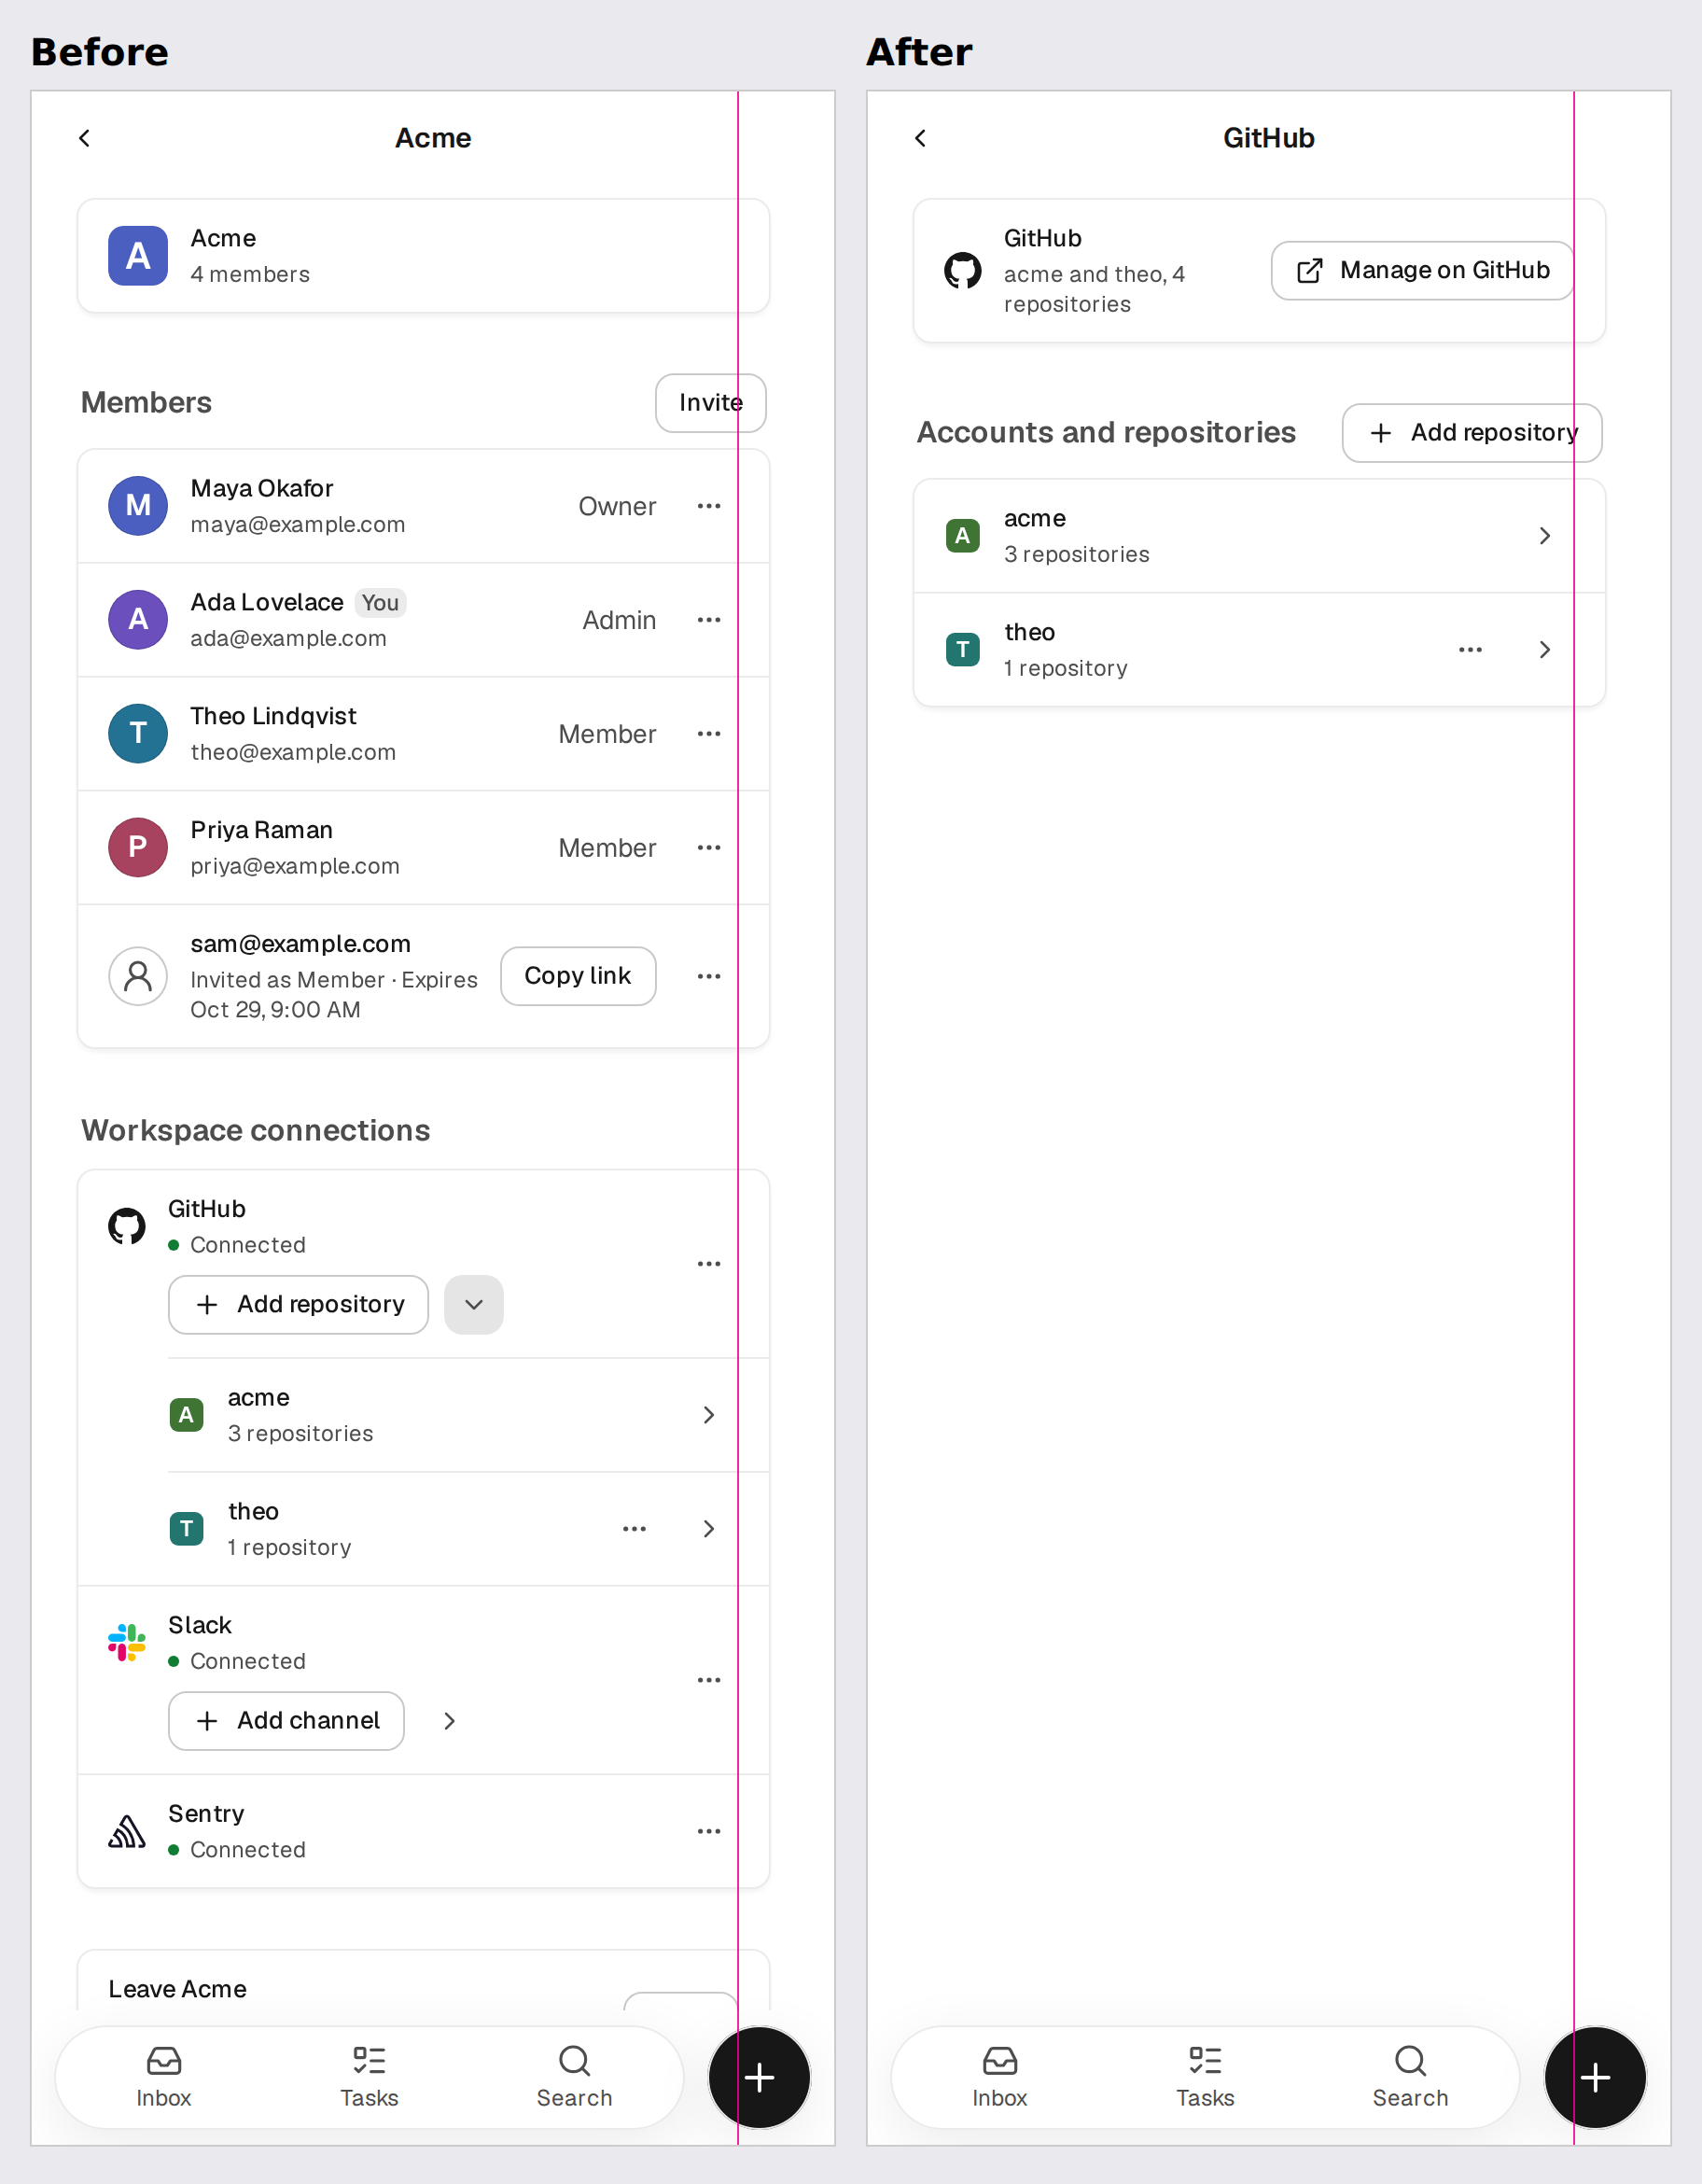 Before
Acme
A
Acme
4 members
Members
Invite
M
Maya Okafor
maya@example.com
Owner
A
Ada Lovelace You
ada@example.com
Admin
T
Theo Lindqvist
theo@example.com
Member
P
Priya Raman
priya@example.com
Member
sam@example.com
Invited as Member · Expires
Oct 29, 9:00 AM
Copy link
Workspace connections
GitHub
Connected
Add repository
A
acme
3 repositories
T
theo
1 repository
Slack
Connected
Add channel
Sentry
Connected
Leave Acme
Inbox
Tasks
Search
After
GitHub
GitHub
acme and theo, 4
repositories
Manage on GitHub
Accounts and repositories
Add repository
A
acme
3 repositories
T
theo
1 repository
Inbox
Tasks
Search